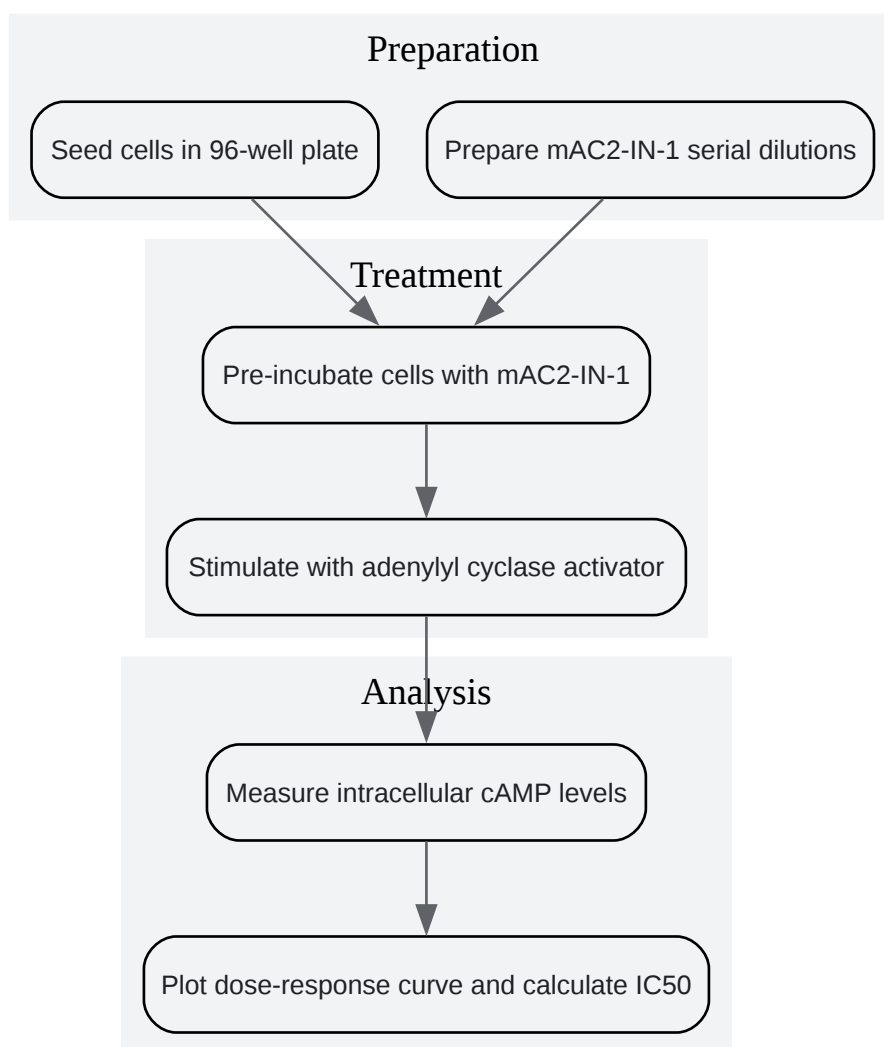 Preparation
Seed cells in 96-well plate
Prepare mAC2-IN-1 serial dilutions
Treatment
Pre-incubate cells with mAC2-IN-1
Stimulate with adenylyl cyclase activator
Analysis
Measure intracellular cAMP levels
Plot dose-response curve and calculate IC50